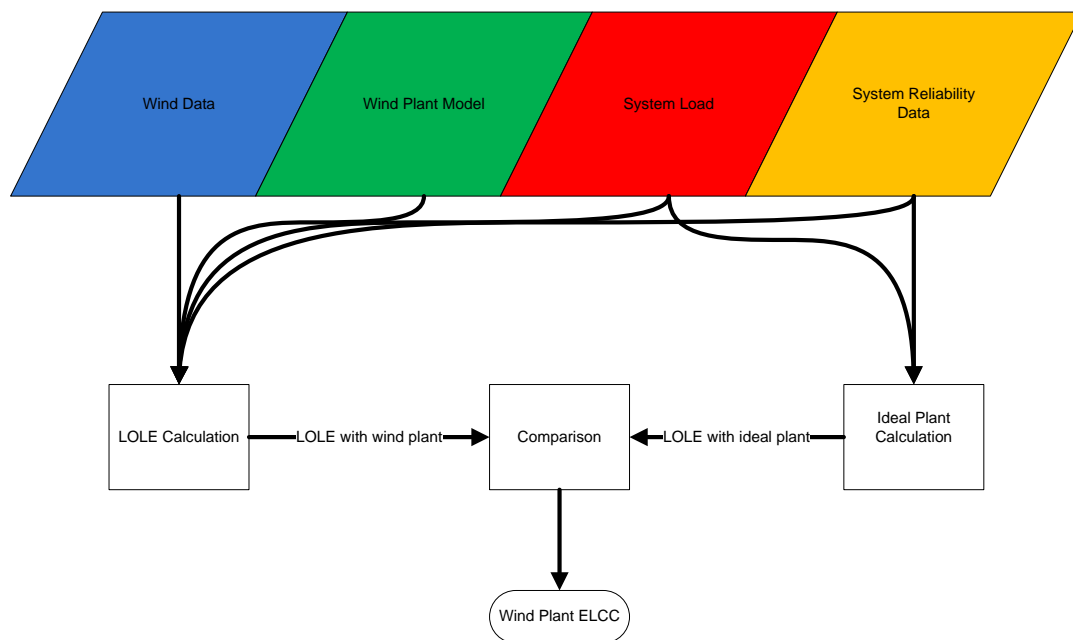 Wind Data
Wind Plant Model
System Load
System Reliability
Data
LOLE Calculation
LOLE with wind plant
Comparison
LOLE with ideal plant
Ideal Plant
Calculation
Wind Plant ELCC